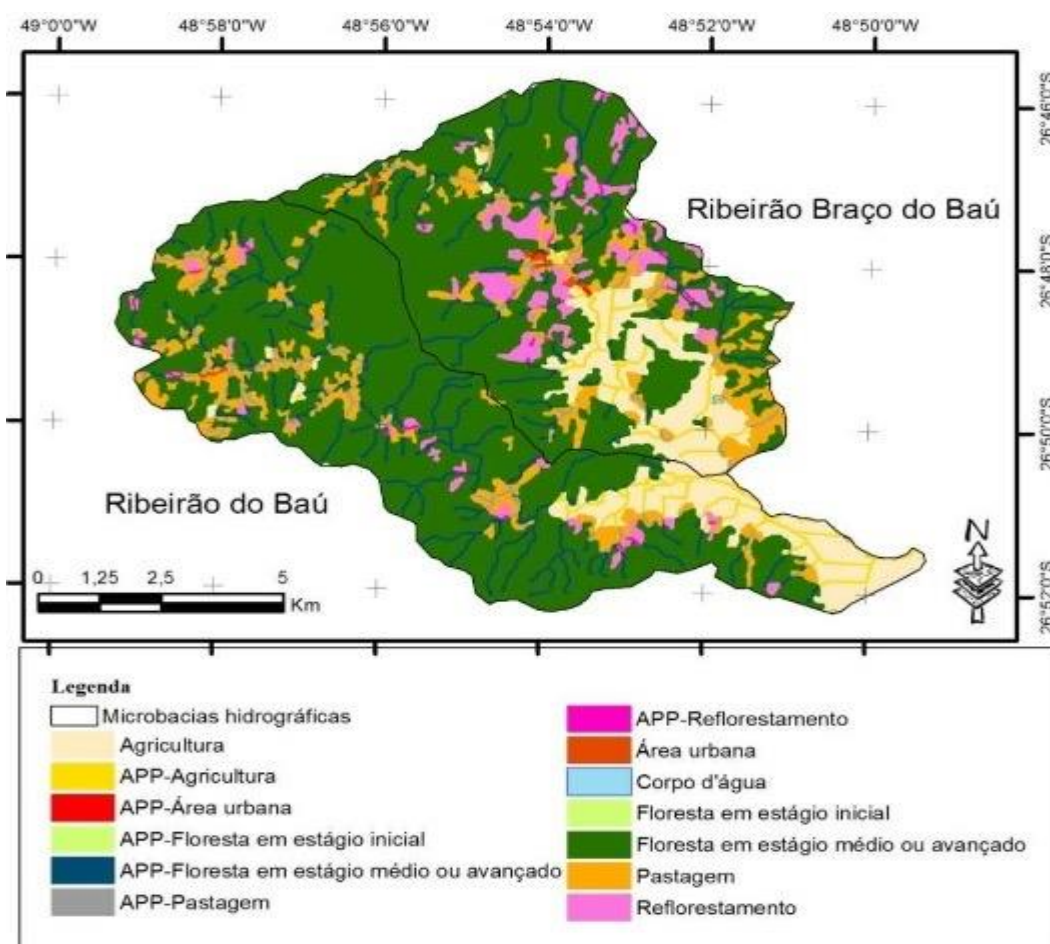 49°0'0"W 48°58'0"W 48°56'0"W 48°54'0"W 48°52'0"W 48°50'0"W
26°46'0"S
Ribeirão Braço do Baú
26°48'0"S
26°50'0"S
Ribeirão do Baú
N
0 1,25 2,5 5
Km
26°52'0"S
Legenda
Microbacias hidrográficas
Agricultura
APP-Agricultura
APP-Área urbana
APP-Floresta em estágio inicial
APP-Floresta em estágio médio ou avançado
APP-Pastagem
APP-Reflorestamento
Área urbana
Corpo d'água
Floresta em estágio inicial
Floresta em estágio médio ou avançado
Pastagem
Reflorestamento